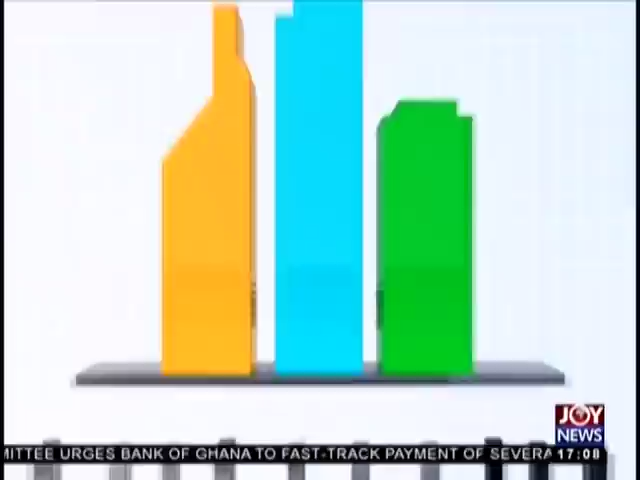 JOY
NEWS
MITTEE URGES BANK OF GHANA TO FAST-TRACK PAYMENT OF SEVERA
17:08